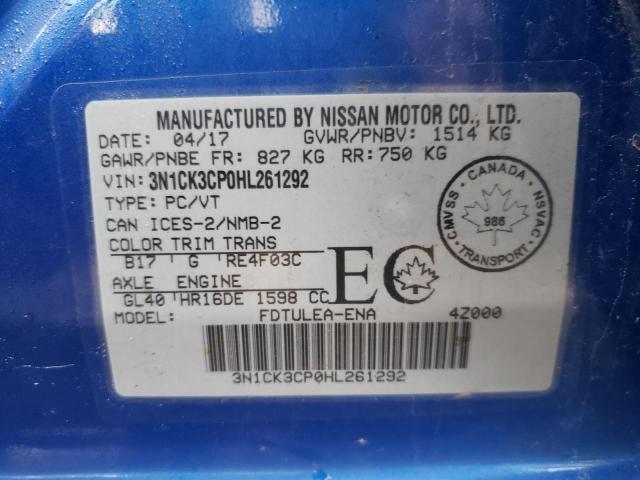 MANUFACTURED BY NISSAN MOTOR CO., LTD.
DATE: 04/17 GVWR/PNBV: 1514 KG
GAWR/PNBE FR: 827 KG RR: 750 KG
VIN: 3N1CK3CP0HL261292
TYPE: PC/VT
CAN ICES-2/NMB-2
COLOR TRIM TRANS
B17 G RE4F03C
AXLE ENGINE
GL40 HR16DE 1598 CC
MODEL: FDTULEA-ENA 4Z000
3N1CK3CP0HL261292
EC
CANADA
CMVSS NSVAC
986
TRANSPORT